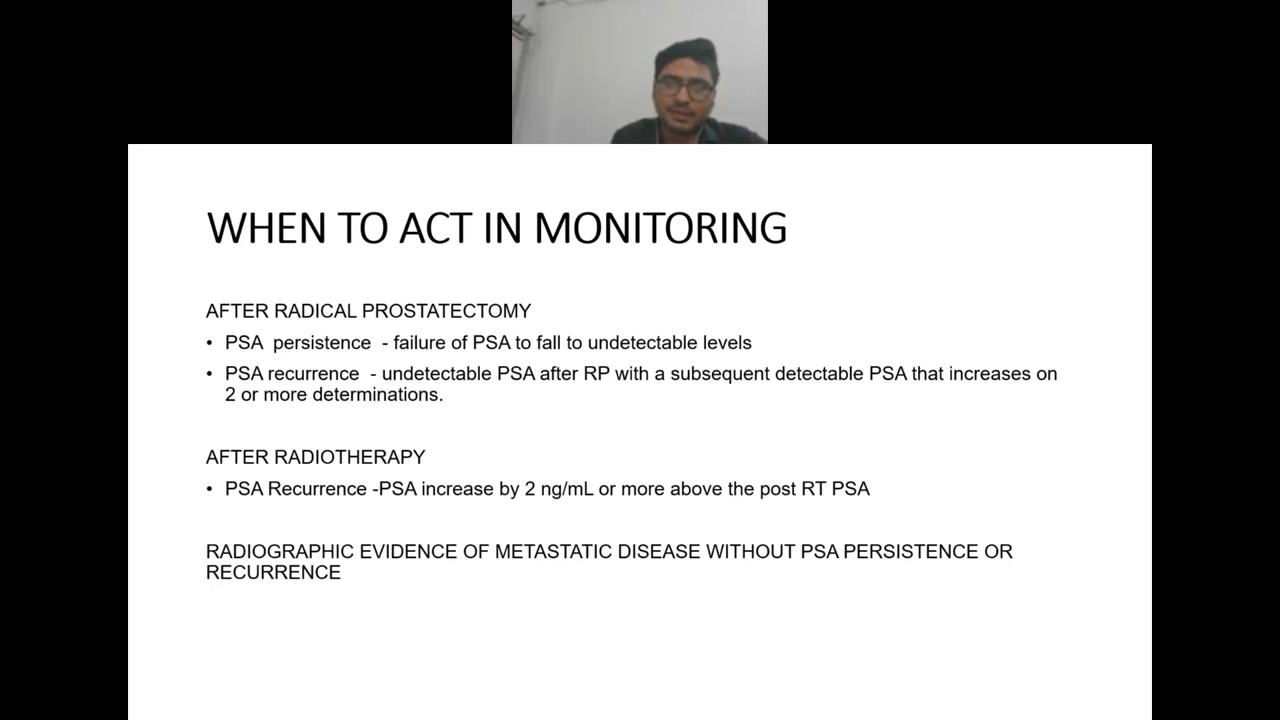 WHEN TO ACT IN MONITORING
AFTER RADICAL PROSTATECTOMY
• PSA persistence - failure of PSA to fall to undetectable levels
• PSA recurrence - undetectable PSA after RP with a subsequent detectable PSA that increases on
2 or more determinations.
AFTER RADIOTHERAPY
• PSA Recurrence -PSA increase by 2 ng/mL or more above the post RT PSA
RADIOGRAPHIC EVIDENCE OF METASTATIC DISEASE WITHOUT PSA PERSISTENCE OR
RECURRENCE